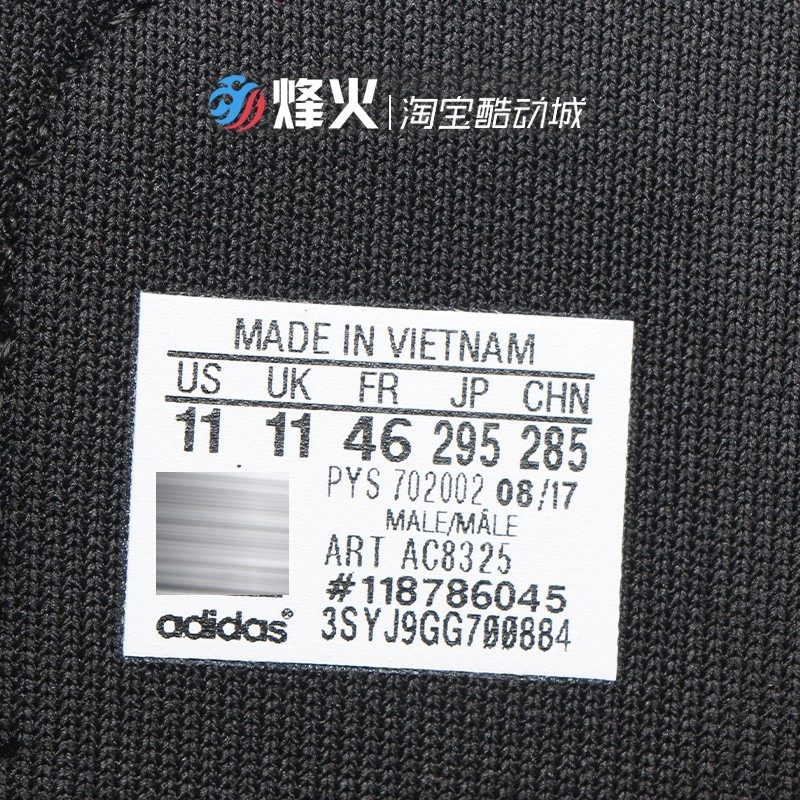 烽火 | 淘宝酷动城
MADE IN VIETNAM
US UK FR JP CHN
11 11 46 295 285
PYS 702002 08/17
MALE/MÂLE
ART AC8325
#118786045
adidas® 3SYJ9GG700884